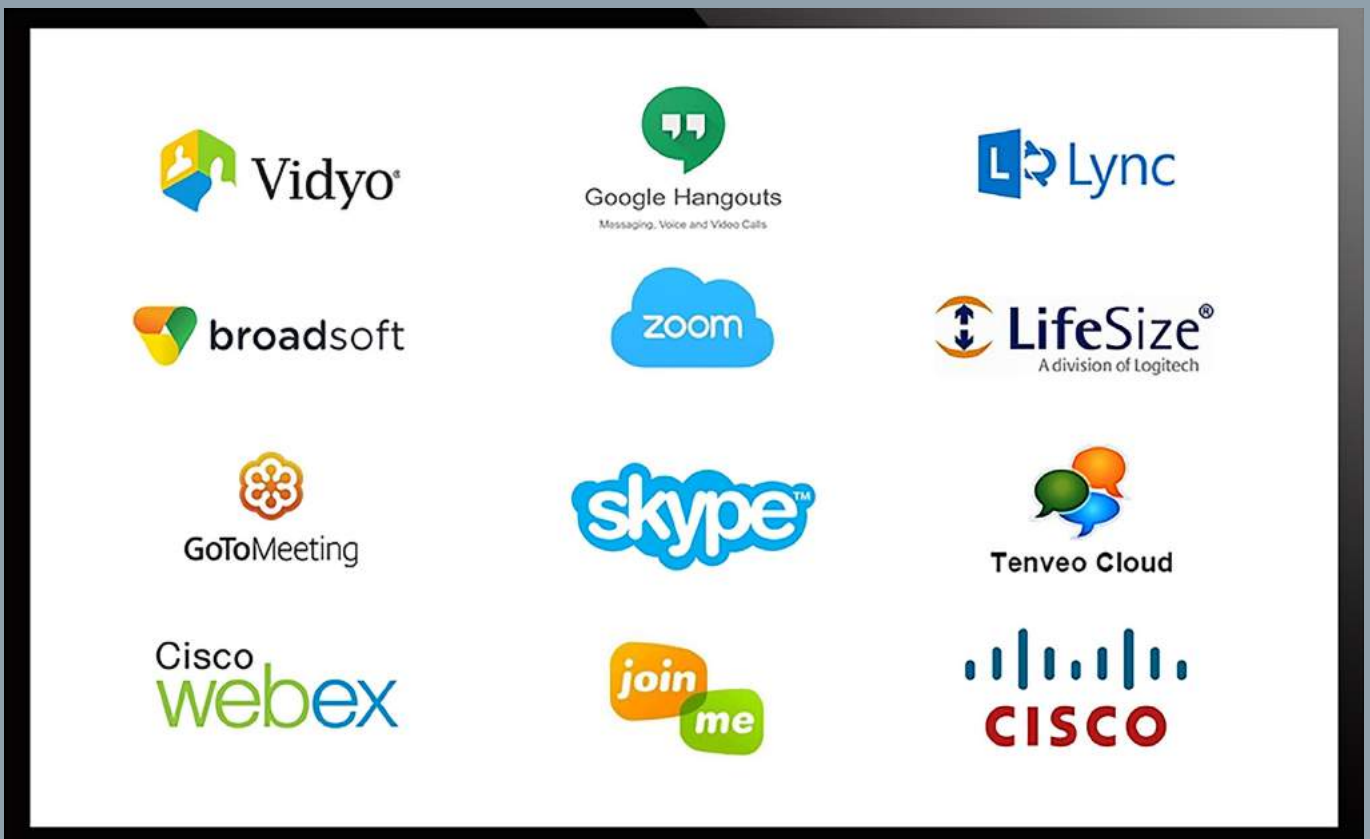 Vidyo®
Google Hangouts
Messaging, Voice and Video Calls
L Lync
broadsoft
zoom
LifeSize®
A division of Logitech
GoToMeeting
skype™
Tenveo Cloud
Cisco
webex
join
me
CISCO